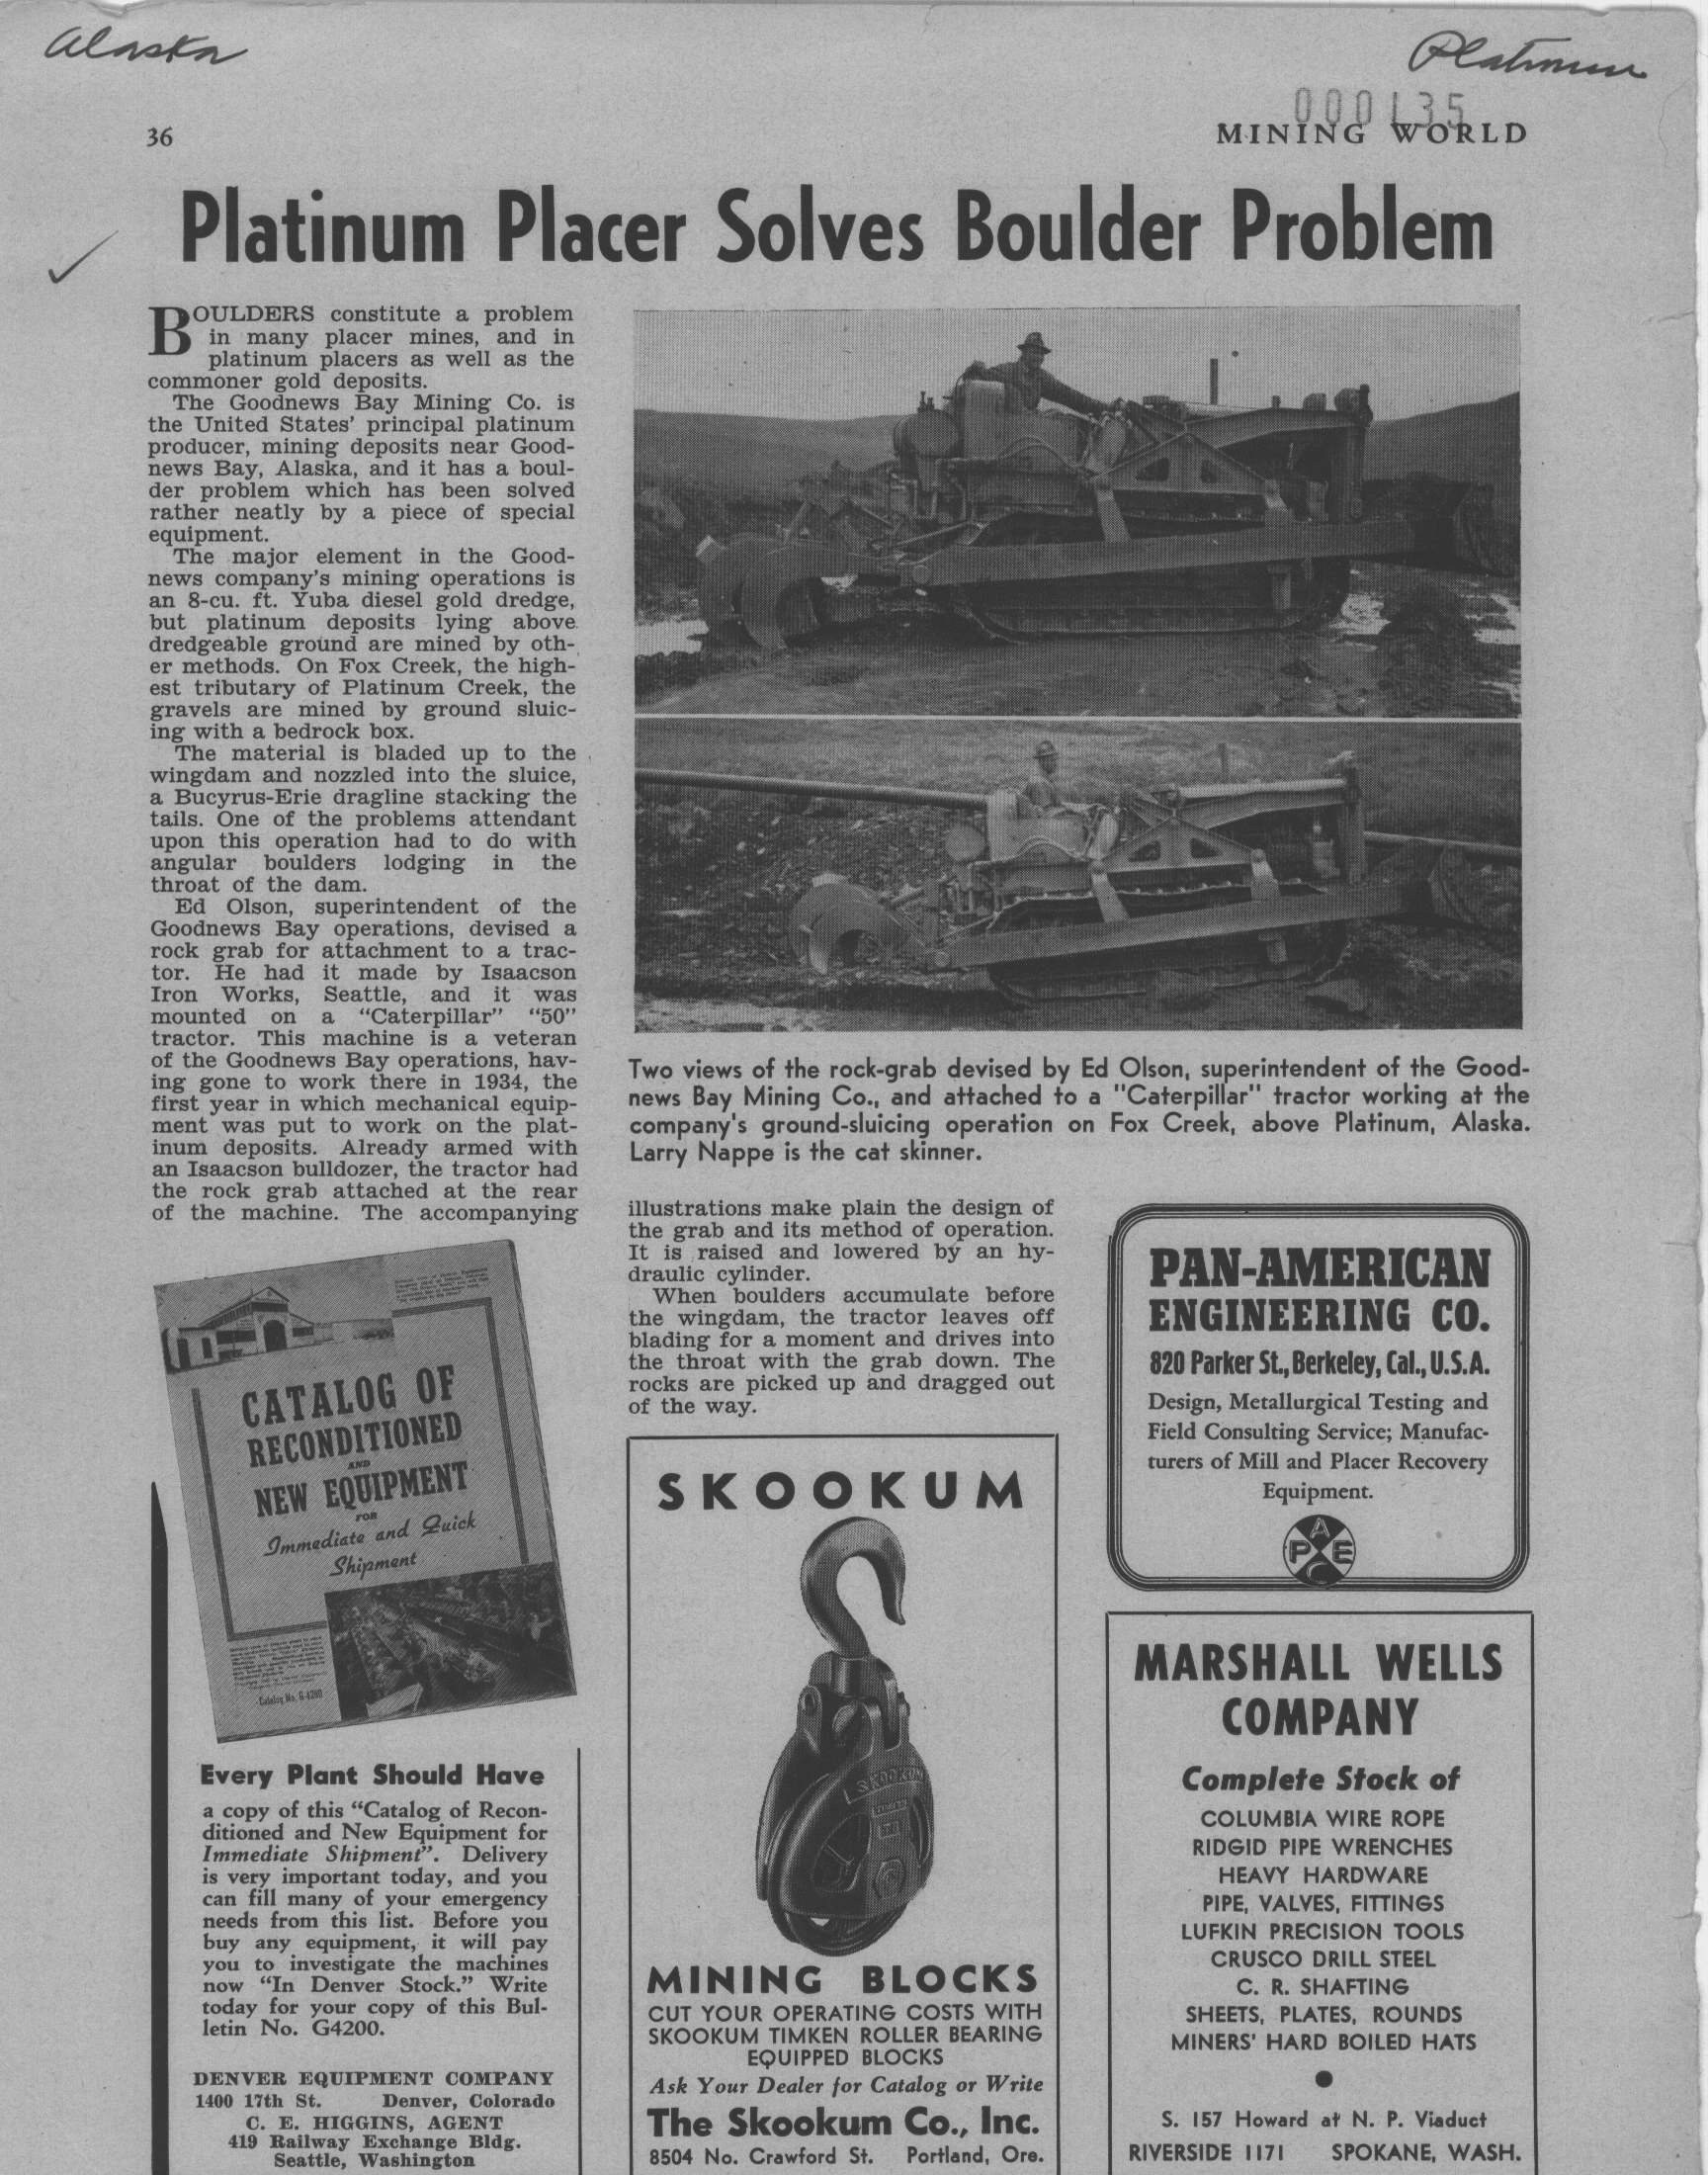 Alaska
Platinum
000135
36
MINING WORLD
Platinum Placer Solves Boulder Problem
BOULDERS constitute a problem
in many placer mines, and in
platinum placers as well as the
commoner gold deposits.
The Goodnews Bay Mining Co. is
the United States' principal platinum
producer, mining deposits near Good-
news Bay, Alaska, and it has a boul-
der problem which has been solved
rather neatly by a piece of special
equipment.
The major element in the Good-
news company's mining operations is
an 8-cu. ft. Yuba diesel gold dredge,
but platinum deposits lying above
dredgeable ground are mined by oth-
er methods. On Fox Creek, the high-
est tributary of Platinum Creek, the
gravels are mined by ground sluic-
ing with a bedrock box.
The material is bladed up to the
wingdam and nozzled into the sluice,
a Bucyrus-Erie dragline stacking the
tails. One of the problems attendant
upon this operation had to do with
angular boulders lodging in the
throat of the dam.
Ed Olson, superintendent of the
Goodnews Bay operations, devised a
rock grab for attachment to a trac-
tor. He had it made by Isaacson
Iron Works, Seattle, and it was
mounted on a "Caterpillar" "50"
tractor. This machine is a veteran
of the Goodnews Bay operations, hav-
ing gone to work there in 1934, the
first year in which mechanical equip-
ment was put to work on the plat-
inum deposits. Already armed with
an Isaacson bulldozer, the tractor had
the rock grab attached at the rear
of the machine. The accompanying
Two views of the rock-grab devised by Ed Olson, superintendent of the Good-
news Bay Mining Co., and attached to a "Caterpillar" tractor working at the
company's ground-sluicing operation on Fox Creek, above Platinum, Alaska.
Larry Nappe is the cat skinner.
illustrations make plain the design of
the grab and its method of operation.
It is raised and lowered by an hy-
draulic cylinder.
When boulders accumulate before
the wingdam, the tractor leaves off
blading for a moment and drives into
the throat with the grab down. The
rocks are picked up and dragged out
of the way.
CATALOG OF
RECONDITIONED
AND
NEW EQUIPMENT
FOR
Immediate and Quick
Shipment
Catalog No. G-4200
Every Plant Should Have
a copy of this "Catalog of Recon-
ditioned and New Equipment for
Immediate Shipment". Delivery
is very important today, and you
can fill many of your emergency
needs from this list. Before you
buy any equipment, it will pay
you to investigate the machines
now "In Denver Stock." Write
today for your copy of this Bul-
letin No. G4200.
DENVER EQUIPMENT COMPANY
1400 17th St. Denver, Colorado
C. E. HIGGINS, AGENT
419 Railway Exchange Bldg.
Seattle, Washington
SKOOKUM
SKOOKUM
MINING BLOCKS
CUT YOUR OPERATING COSTS WITH
SKOOKUM TIMKEN ROLLER BEARING
EQUIPPED BLOCKS
Ask Your Dealer for Catalog or Write
The Skookum Co., Inc.
8504 No. Crawford St. Portland, Ore.
PAN-AMERICAN
ENGINEERING CO.
820 Parker St., Berkeley, Cal., U.S.A.
Design, Metallurgical Testing and
Field Consulting Service; Manufac-
turers of Mill and Placer Recovery
Equipment.
A
P E
C
MARSHALL WELLS
COMPANY
Complete Stock of
COLUMBIA WIRE ROPE
RIDGID PIPE WRENCHES
HEAVY HARDWARE
PIPE, VALVES, FITTINGS
LUFKIN PRECISION TOOLS
CRUSCO DRILL STEEL
C. R. SHAFTING
SHEETS, PLATES, ROUNDS
MINERS' HARD BOILED HATS
S. 157 Howard at N. P. Viaduct
RIVERSIDE 1171 SPOKANE, WASH.